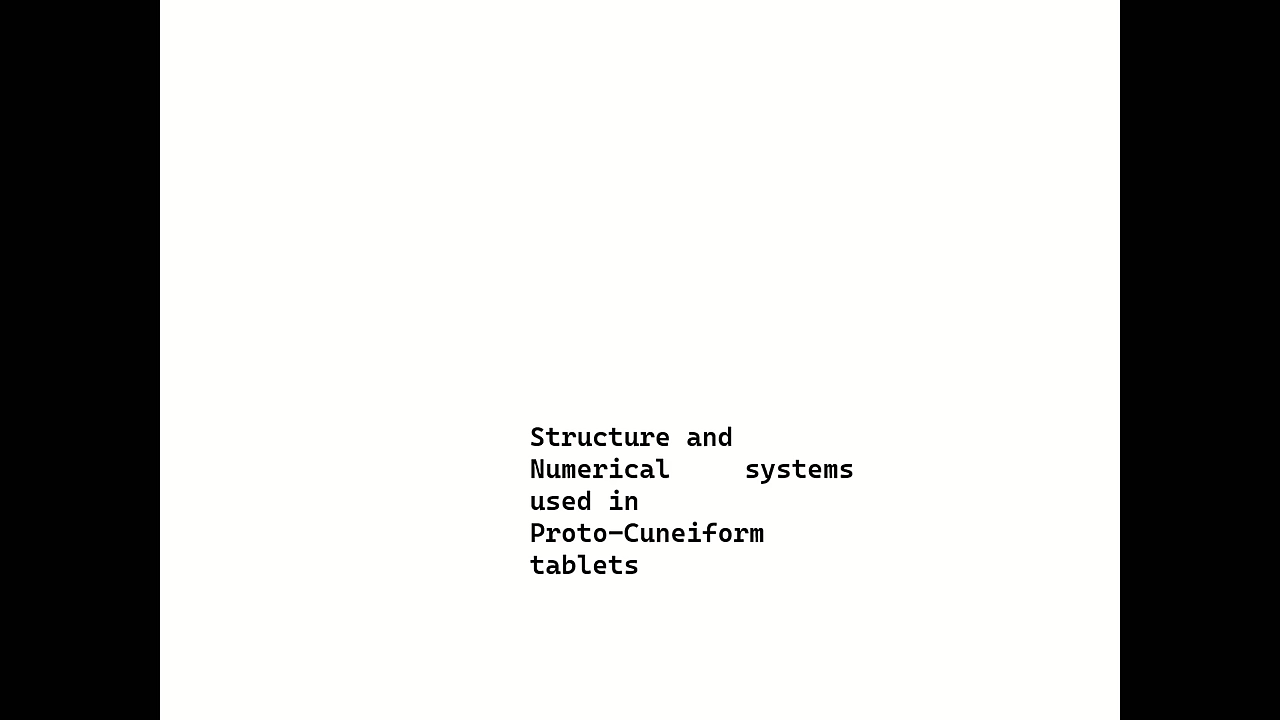 Structure and
Numerical systems
used in
Proto-Cuneiform
tablets